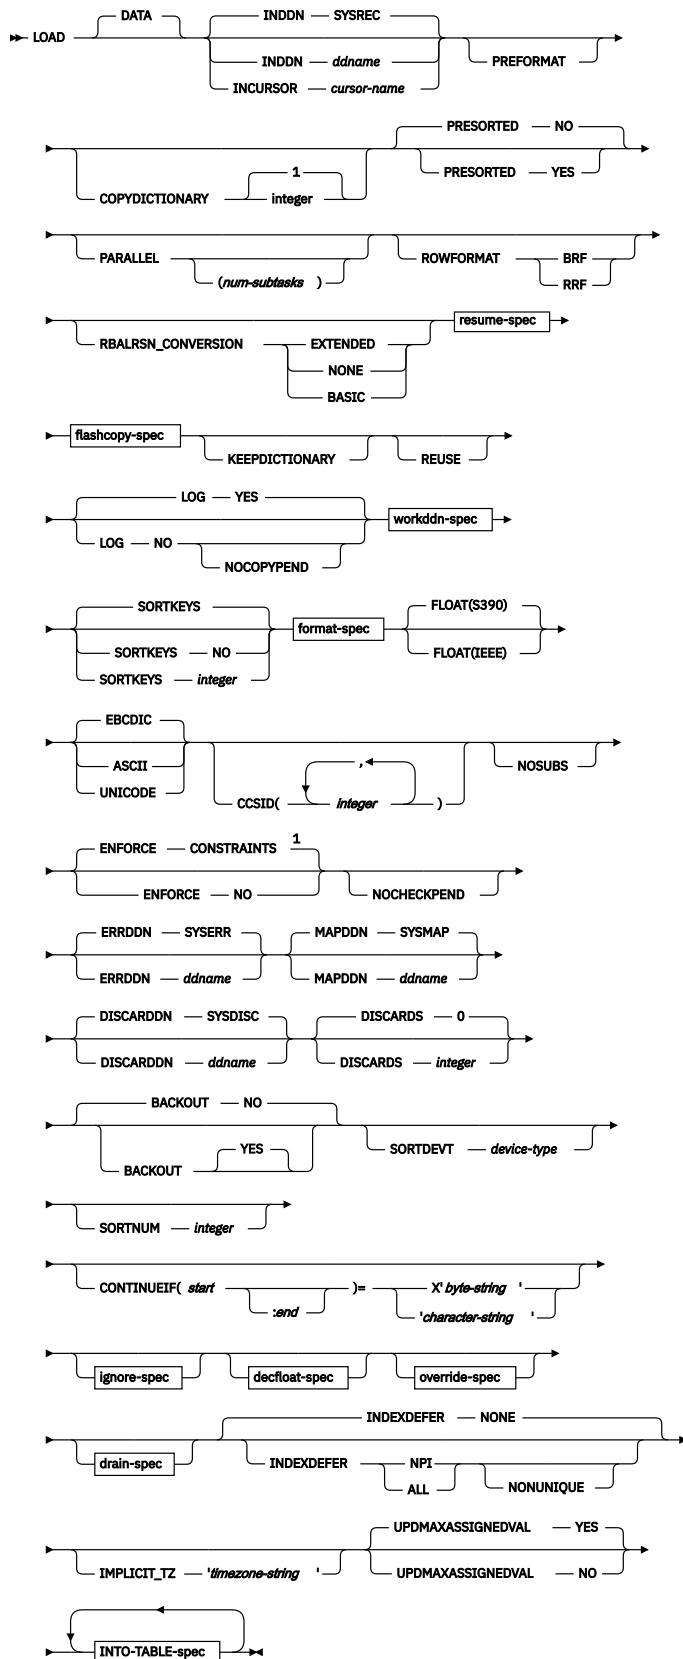 DATA INDDN SYSREC
LOAD
INDDN ddname PREFORMAT
INCURSOR cursor-name
PRESORTED NO
1 PRESORTED YES
COPYDICTIONARY integer
PARALLEL ROWFORMAT BRF
(num-subtasks ) RRF
resume-spec
RBALRSN_CONVERSION EXTENDED
NONE
BASIC
flashcopy-spec
KEEPDICTIONARY REUSE
LOG YES
workddn-spec
LOG NO
NOCOPYPEND
SORTKEYS FLOAT(S390)
format-spec
SORTKEYS NO FLOAT(IEEE)
SORTKEYS integer
EBCDIC
ASCII , NOSUBS
UNICODE CCSID( integer )
ENFORCE CONSTRAINTS 1
ENFORCE NO NOCHECKPEND
ERRDDN SYSERR MAPDDN SYSMAP
ERRDDN ddname MAPDDN ddname
DISCARDDN SYSDISC DISCARDS 0
DISCARDDN ddname DISCARDS integer
BACKOUT NO
YES SORTDEVT device-type
BACKOUT
SORTNUM integer
CONTINUEIF( start )= X' byte-string '
:end 'character-string '
ignore-spec decfloat-spec override-spec
INDEXDEFER NONE
drain-spec INDEXDEFER NPI
ALL NONUNIQUE
UPDMAXASSIGNEDVAL YES
IMPLICIT_TZ 'timezone-string ' UPDMAXASSIGNEDVAL NO
INTO-TABLE-spec